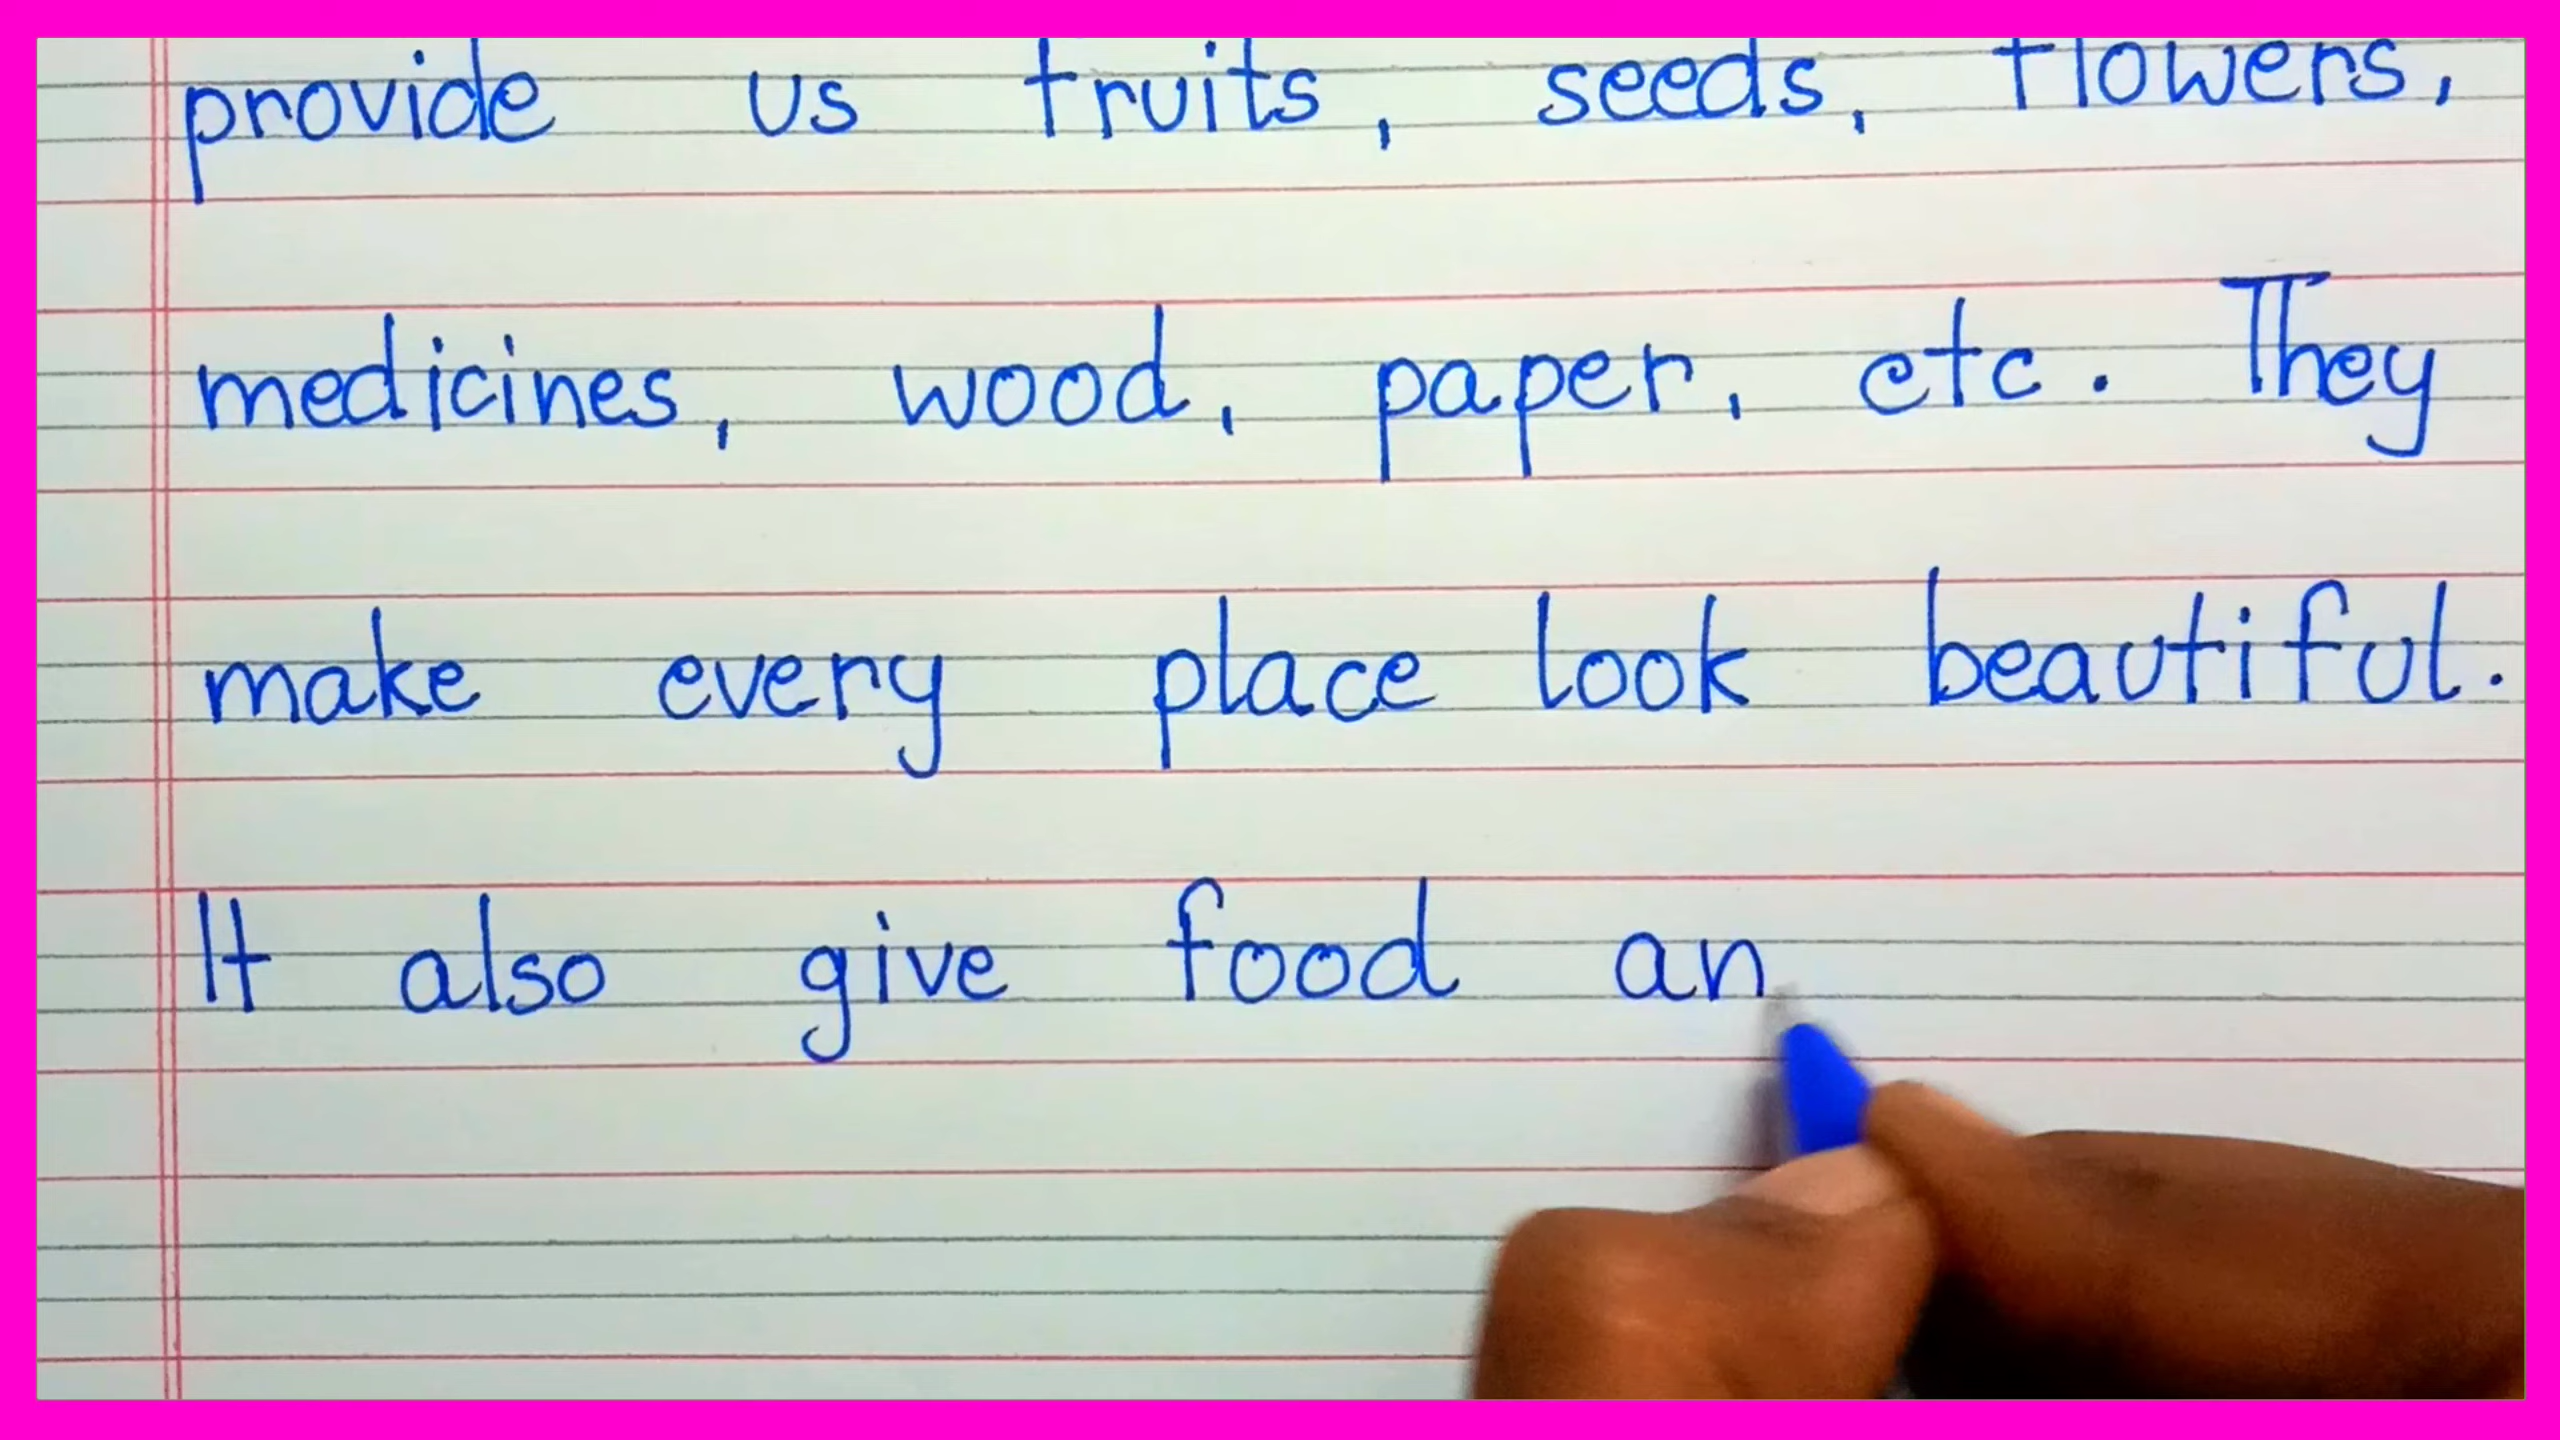 provide us fruits, seeds, flowers,
medicines, wood, paper, etc. They
make every place look beautiful.
It also give food an